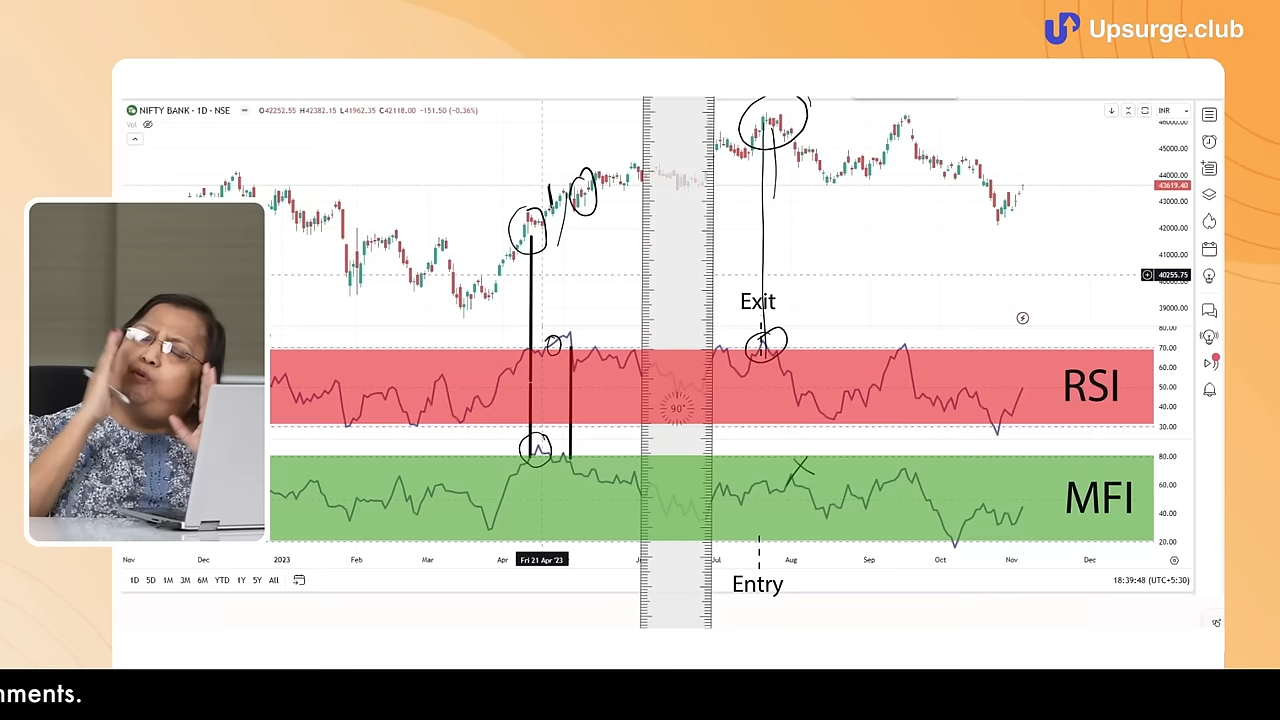 Upsurge.club
NIFTY BANK · 1D · NSE O42252.55 H42382.15 L41962.35 C42118.00 −151.50 (−0.36%)
INR
Vol
46000.00
45000.00
44000.00
43619.40
43000.00
42000.00
41000.00
40255.75
39000.00
Exit
80.00
70.00
60.00
RSI
50.00
90°
40.00
30.00
80.00
60.00
MFI
40.00
20.00
Nov Dec 2023 Feb Mar Apr Fri 21 Apr '23 Jul Aug Sep Oct Nov Dec
1D 5D 1M 3M 6M YTD 1Y 5Y All
18:39:48 (UTC+5:30)
Entry
nments.